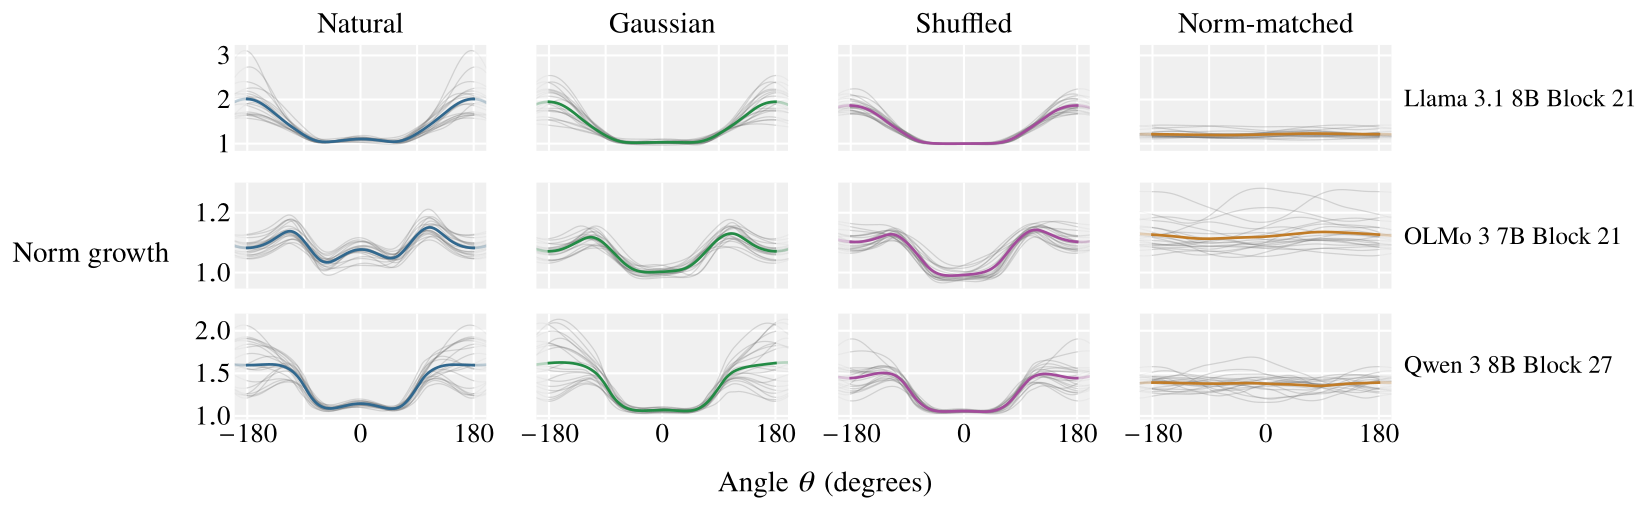 Natural Gaussian Shuffled Norm-matched
3
2
1
Llama 3.1 8B Block 21
1.2
1.0
OLMo 3 7B Block 21
Norm growth
2.0
1.5
1.0
Qwen 3 8B Block 27
−180 0 180 −180 0 180 −180 0 180 −180 0 180
Angle θ (degrees)